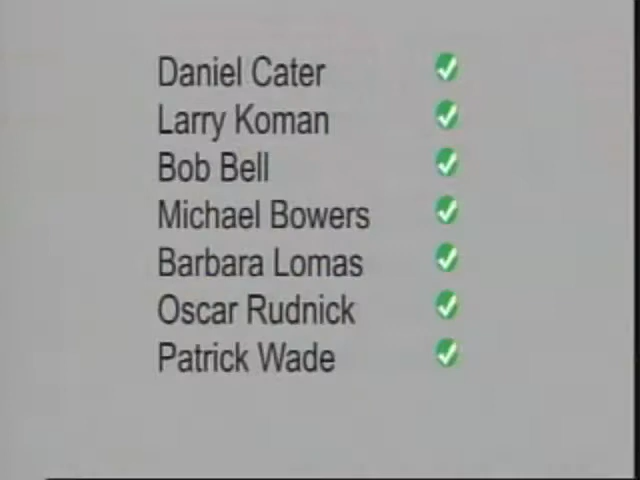 Daniel Cater
Larry Koman
Bob Bell
Michael Bowers
Barbara Lomas
Oscar Rudnick
Patrick Wade